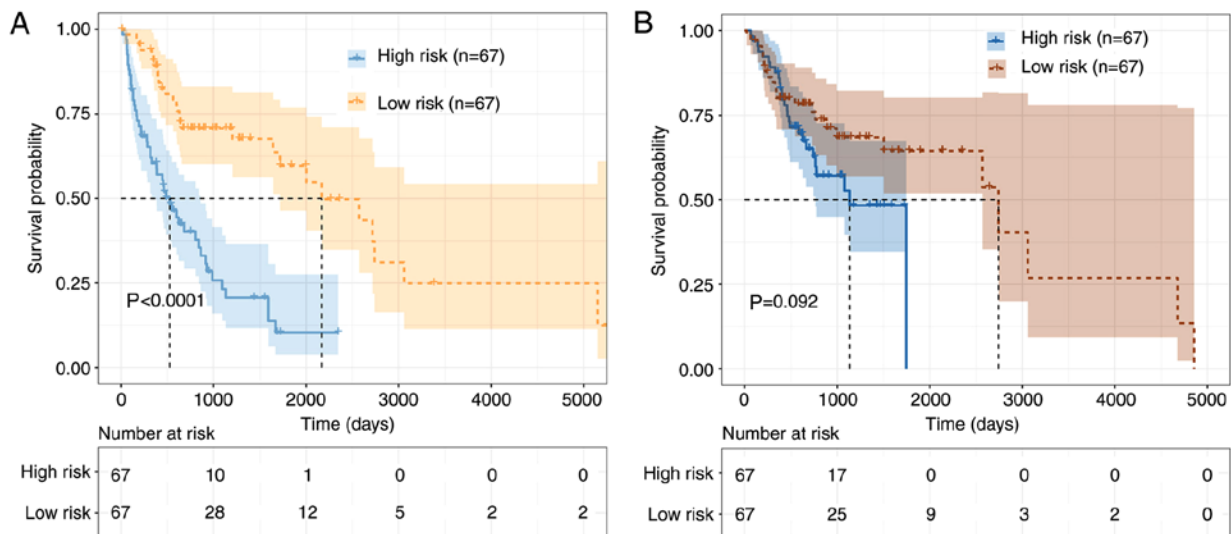 A
Survival probability
1.00
0.75
0.50
0.25
0.00
High risk (n=67)
Low risk (n=67)
P<0.0001
0 1000 2000 3000 4000 5000
Time (days)
Number at risk
High risk 67 10 1 0 0 0
Low risk 67 28 12 5 2 2
B
Survival probability
1.00
0.75
0.50
0.25
0.00
High risk (n=67)
Low risk (n=67)
P=0.092
0 1000 2000 3000 4000 5000
Time (days)
Number at risk
High risk 67 17 0 0 0 0
Low risk 67 25 9 3 2 0